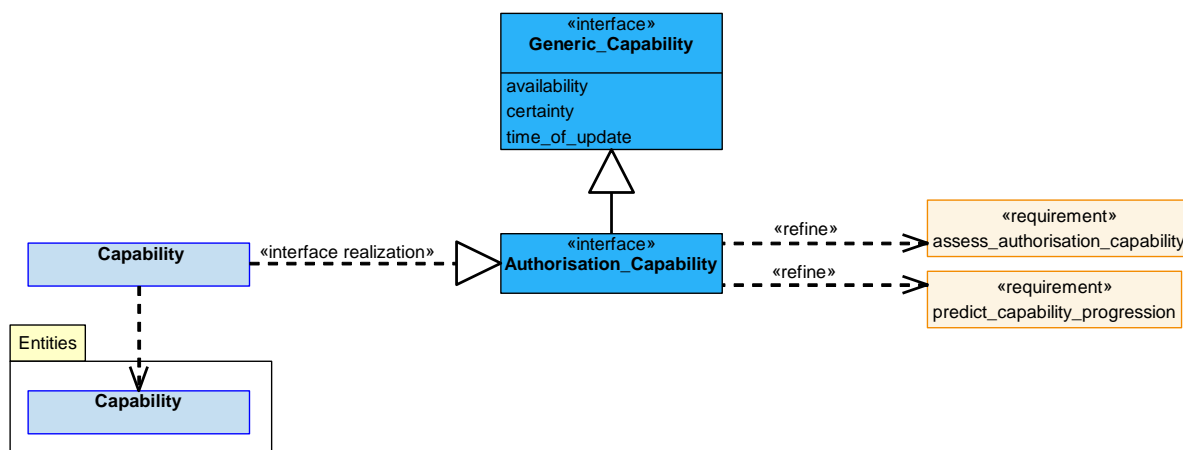 «interface»
Generic_Capability
availability
certainty
time_of_update
Capability
«interface realization»
«interface»
Authorisation_Capability
«refine»
«refine»
«requirement»
assess_authorisation_capability
«requirement»
predict_capability_progression
Entities
Capability